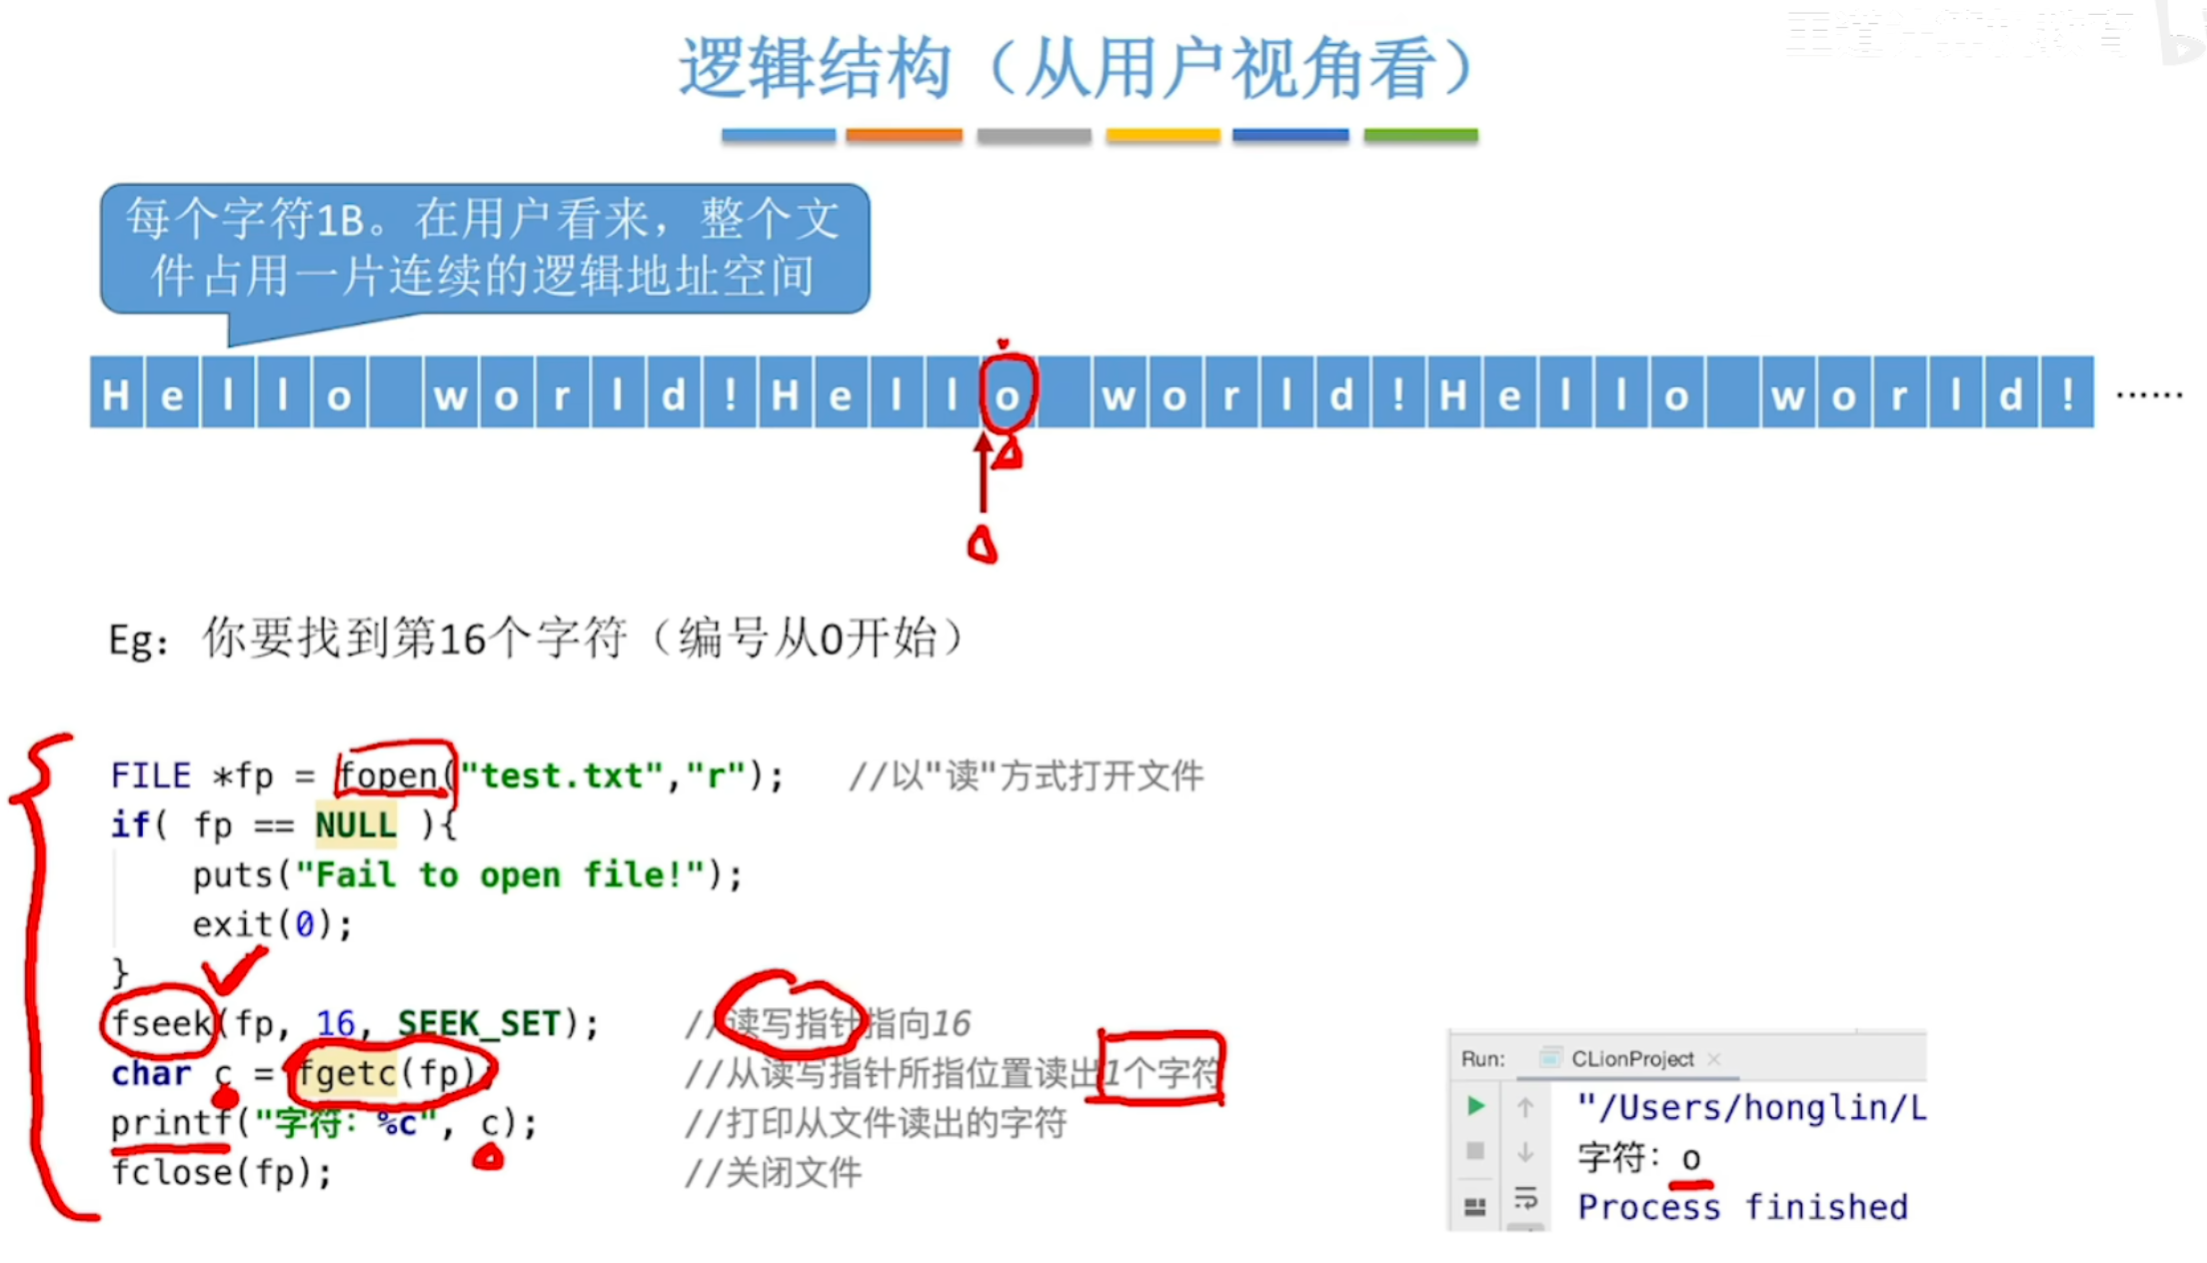 逻辑结构（从用户视角看）
每个字符1B。在用户看来，整个文
件占用一片连续的逻辑地址空间
Hello world!Hello world!Hello world! ……
Eg：你要找到第16个字符（编号从0开始）
FILE *fp = fopen("test.txt","r"); //以"读"方式打开文件
if( fp == NULL ){
puts("Fail to open file!");
exit(0);
}
fseek(fp, 16, SEEK_SET); //读写指针指向16
char c = fgetc(fp); //从读写指针所指位置读出1个字符
printf("字符：%c", c); //打印从文件读出的字符
fclose(fp); //关闭文件
Run: CLionProject
"/Users/honglin/L
字符：o
Process finished